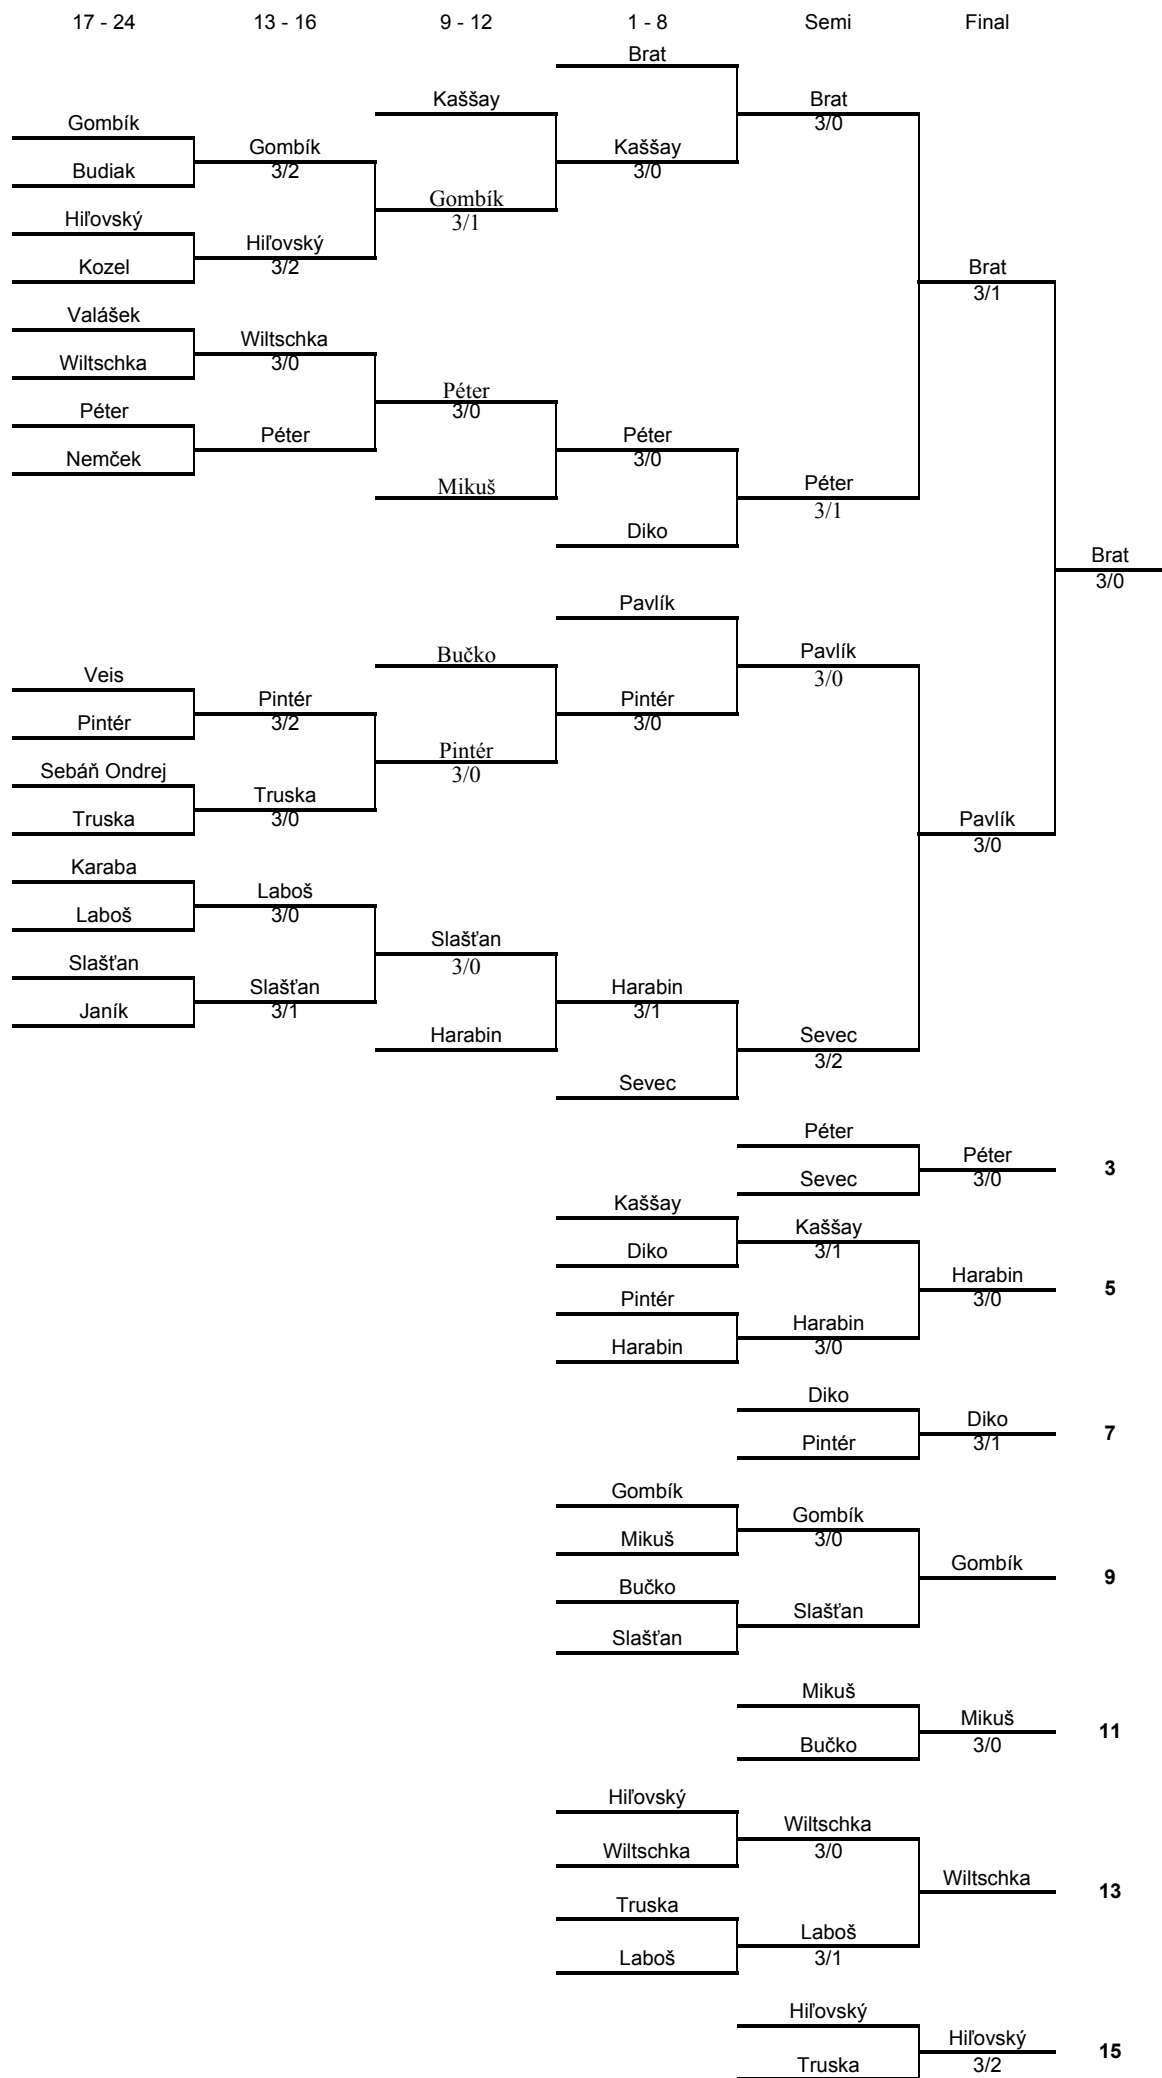 17 - 24 13 - 16 9 - 12 1 - 8 Semi Final
Brat
Kaššay Brat
Gombík 3/0
Gombík Kaššay
Budiak 3/2 3/0
Gombík
Hiľovský 3/1
Hiľovský
Kozel 3/2 Brat
3/1
Valášek
Wiltschka
Wiltschka 3/0
Péter
Péter 3/0
Péter Péter
Nemček 3/0
Mikuš Péter
3/1
Diko
Brat
3/0
Pavlík
Bučko Pavlík
Veis 3/0
Pintér Pintér
Pintér 3/2 3/0
Pintér
Sebáň Ondrej 3/0
Truska
Truska 3/0 Pavlík
3/0
Karaba
Laboš
Laboš 3/0
Slašťan
Slašťan 3/0
Slašťan Harabin
Janík 3/1 3/1
Harabin Sevec
3/2
Sevec
Péter
Péter 3
Sevec 3/0
Kaššay
Kaššay
Diko 3/1
Harabin 5
Pintér 3/0
Harabin
Harabin 3/0
Diko
Diko 7
Pintér 3/1
Gombík
Gombík
Mikuš 3/0
Gombík 9
Bučko
Slašťan
Slašťan
Mikuš
Mikuš 11
Bučko 3/0
Hiľovský
Wiltschka
Wiltschka 3/0
Wiltschka 13
Truska
Laboš
Laboš 3/1
Hiľovský
Hiľovský 15
Truska 3/2